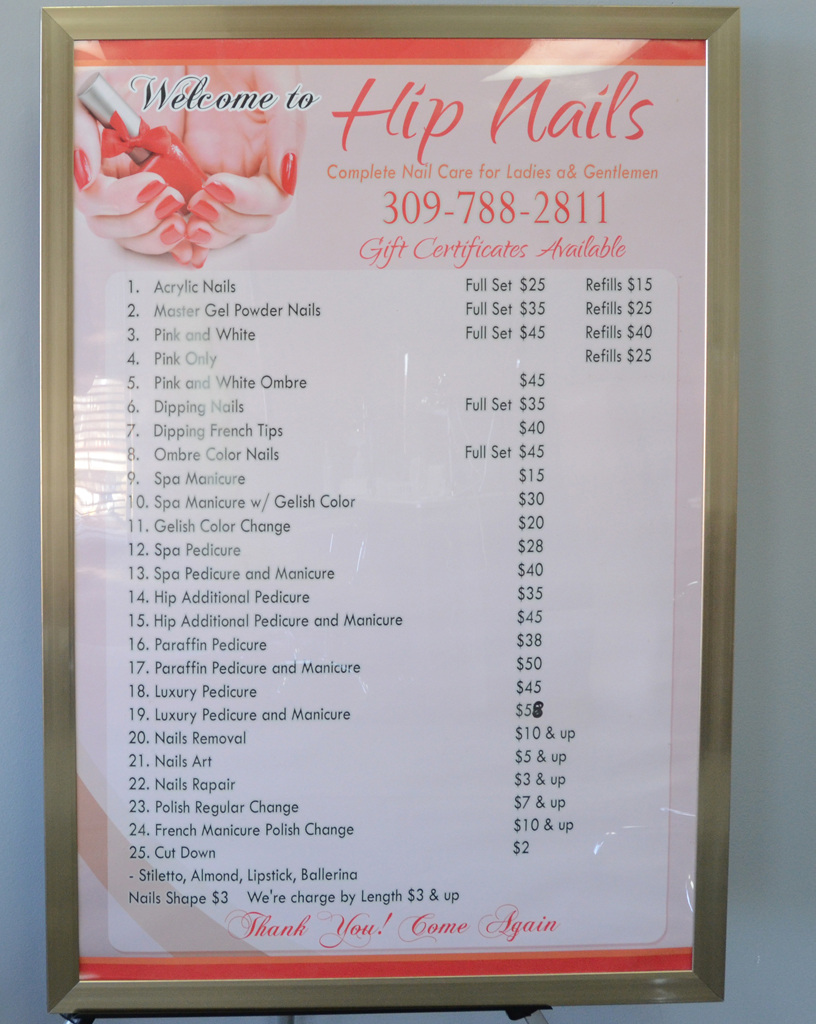 Welcome to Hip Nails
Complete Nail Care for Ladies a& Gentlemen
309-788-2811
Gift Certificates Available
1. Acrylic Nails Full Set $25 Refills $15
2. Master Gel Powder Nails Full Set $35 Refills $25
3. Pink and White Full Set $45 Refills $40
4. Pink Only Refills $25
5. Pink and White Ombre $45
6. Dipping Nails Full Set $35
7. Dipping French Tips $40
8. Ombre Color Nails Full Set $45
9. Spa Manicure $15
10. Spa Manicure w/ Gelish Color $30
11. Gelish Color Change $20
12. Spa Pedicure $28
13. Spa Pedicure and Manicure $40
14. Hip Additional Pedicure $35
15. Hip Additional Pedicure and Manicure $45
16. Paraffin Pedicure $38
17. Paraffin Pedicure and Manicure $50
18. Luxury Pedicure $45
19. Luxury Pedicure and Manicure $58
20. Nails Removal $10 & up
21. Nails Art $5 & up
22. Nails Rapair $3 & up
23. Polish Regular Change $7 & up
24. French Manicure Polish Change $10 & up
25. Cut Down $2
- Stiletto, Almond, Lipstick, Ballerina
Nails Shape $3 We're charge by Length $3 & up
Thank You! Come Again